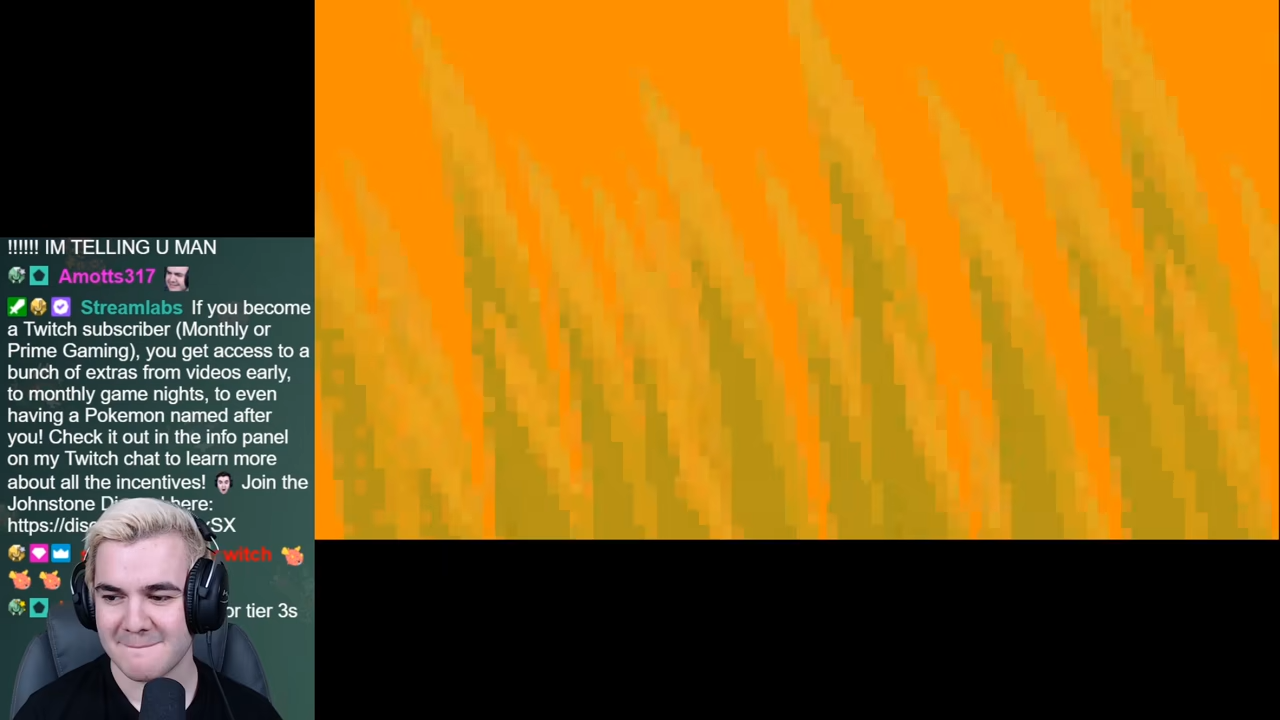 !!!!!! IM TELLING U MAN
Amotts317
Streamlabs If you become
a Twitch subscriber (Monthly or
Prime Gaming), you get access to a
bunch of extras from videos early,
to monthly game nights, to even
having a Pokemon named after
you! Check it out in the info panel
on my Twitch chat to learn more
about all the incentives! Join the
Johnstone here:
https://
or tier 3s